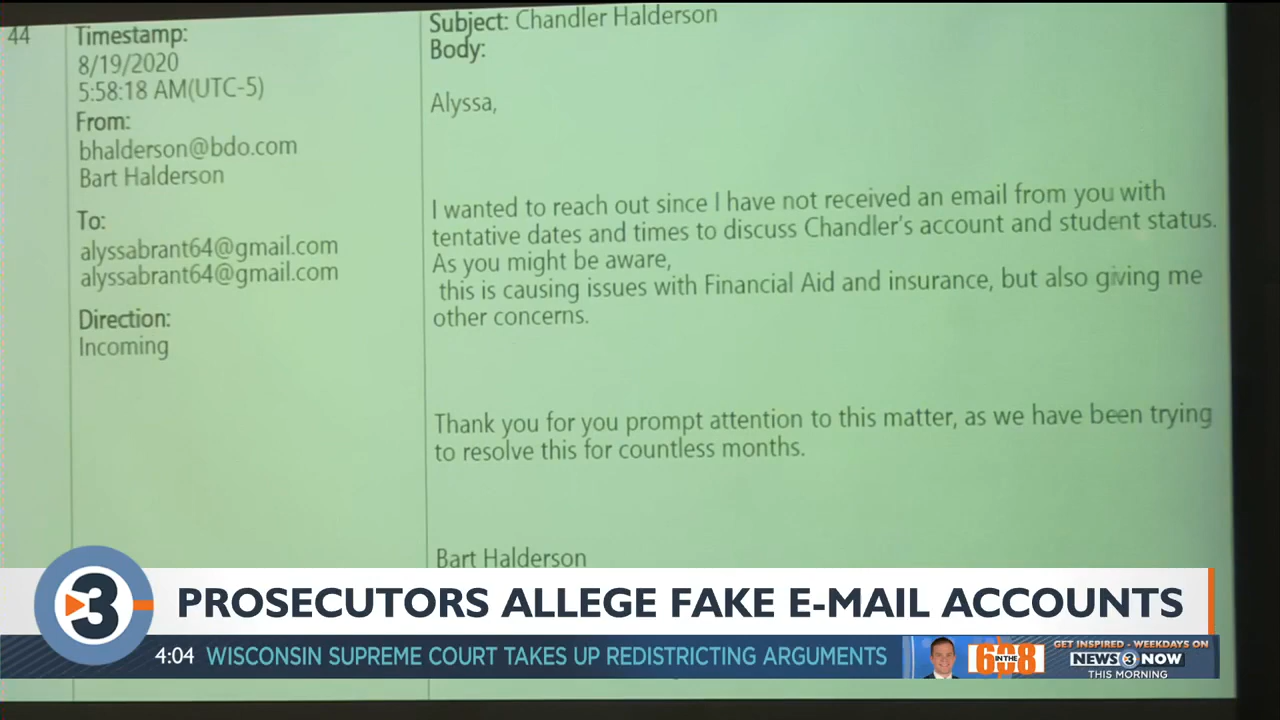 44
Timestamp:
8/19/2020
5:58:18 AM(UTC-5)
From:
bhalderson@bdo.com
Bart Halderson
To:
alyssabrant64@gmail.com
alyssabrant64@gmail.com
Direction:
Incoming
Subject: Chandler Halderson
Body:
Alyssa,
I wanted to reach out since I have not received an email from you with
tentative dates and times to discuss Chandler's account and student status.
As you might be aware,
this is causing issues with Financial Aid and insurance, but also giving me
other concerns.
Thank you for you prompt attention to this matter, as we have been trying
to resolve this for countless months.
Bart Halderson
3
PROSECUTORS ALLEGE FAKE E-MAIL ACCOUNTS
4:04 WISCONSIN SUPREME COURT TAKES UP REDISTRICTING ARGUMENTS
608
IN THE
GET INSPIRED - WEEKDAYS ON
NEWS 3 NOW
THIS MORNING